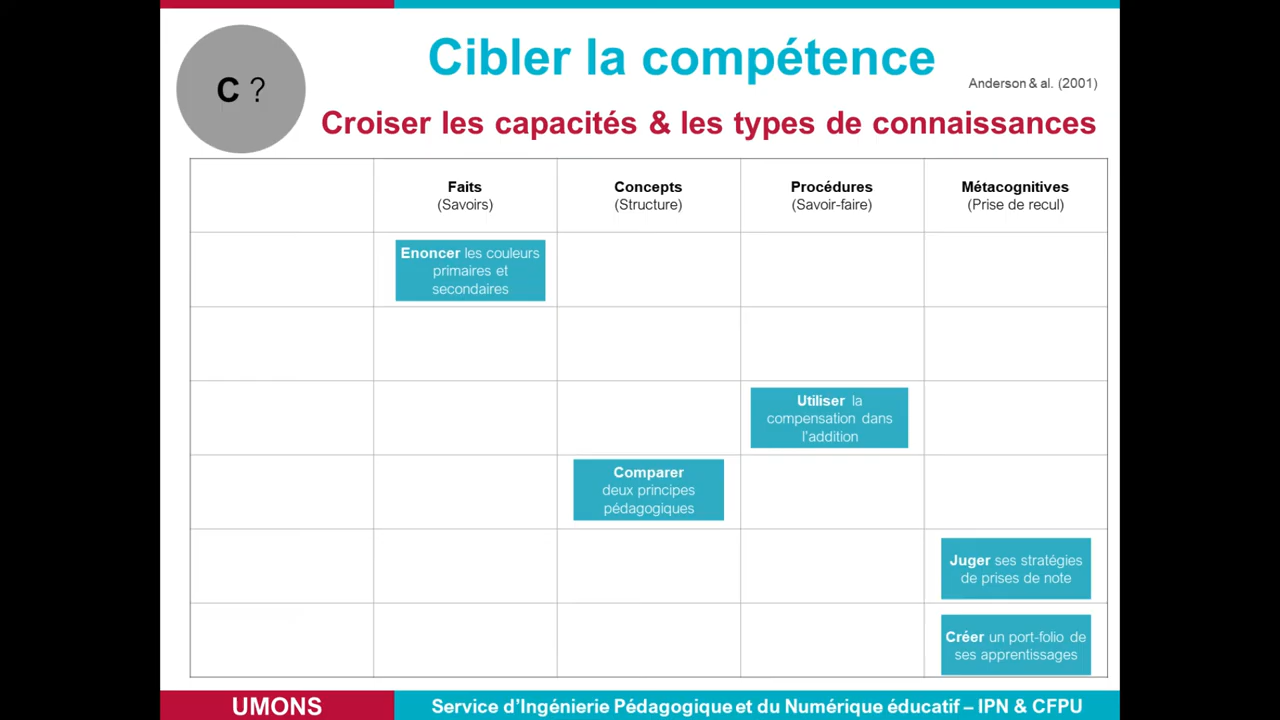 C ?
Cibler la compétence
Anderson & al. (2001)
Croiser les capacités & les types de connaissances
Faits
(Savoirs)
Concepts
(Structure)
Procédures
(Savoir-faire)
Métacognitives
(Prise de recul)
Enoncer les couleurs
primaires et
secondaires
Utiliser la
compensation dans
l'addition
Comparer
deux principes
pédagogiques
Juger ses stratégies
de prises de note
Créer un port-folio de
ses apprentissages
UMONS
Service d'Ingénierie Pédagogique et du Numérique éducatif – IPN & CFPU